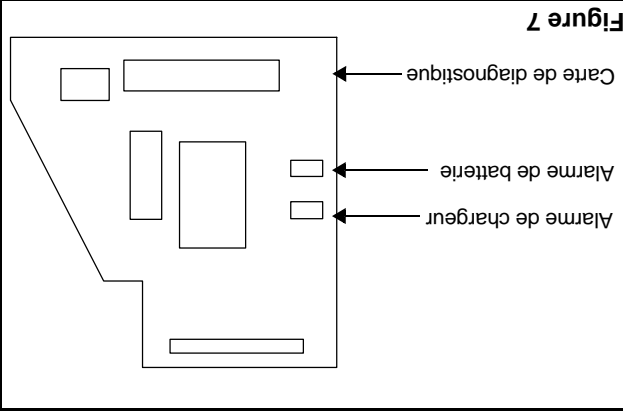 Alarme de chargeur
Alarme de batterie
Carte de diagnostique
Figure 7